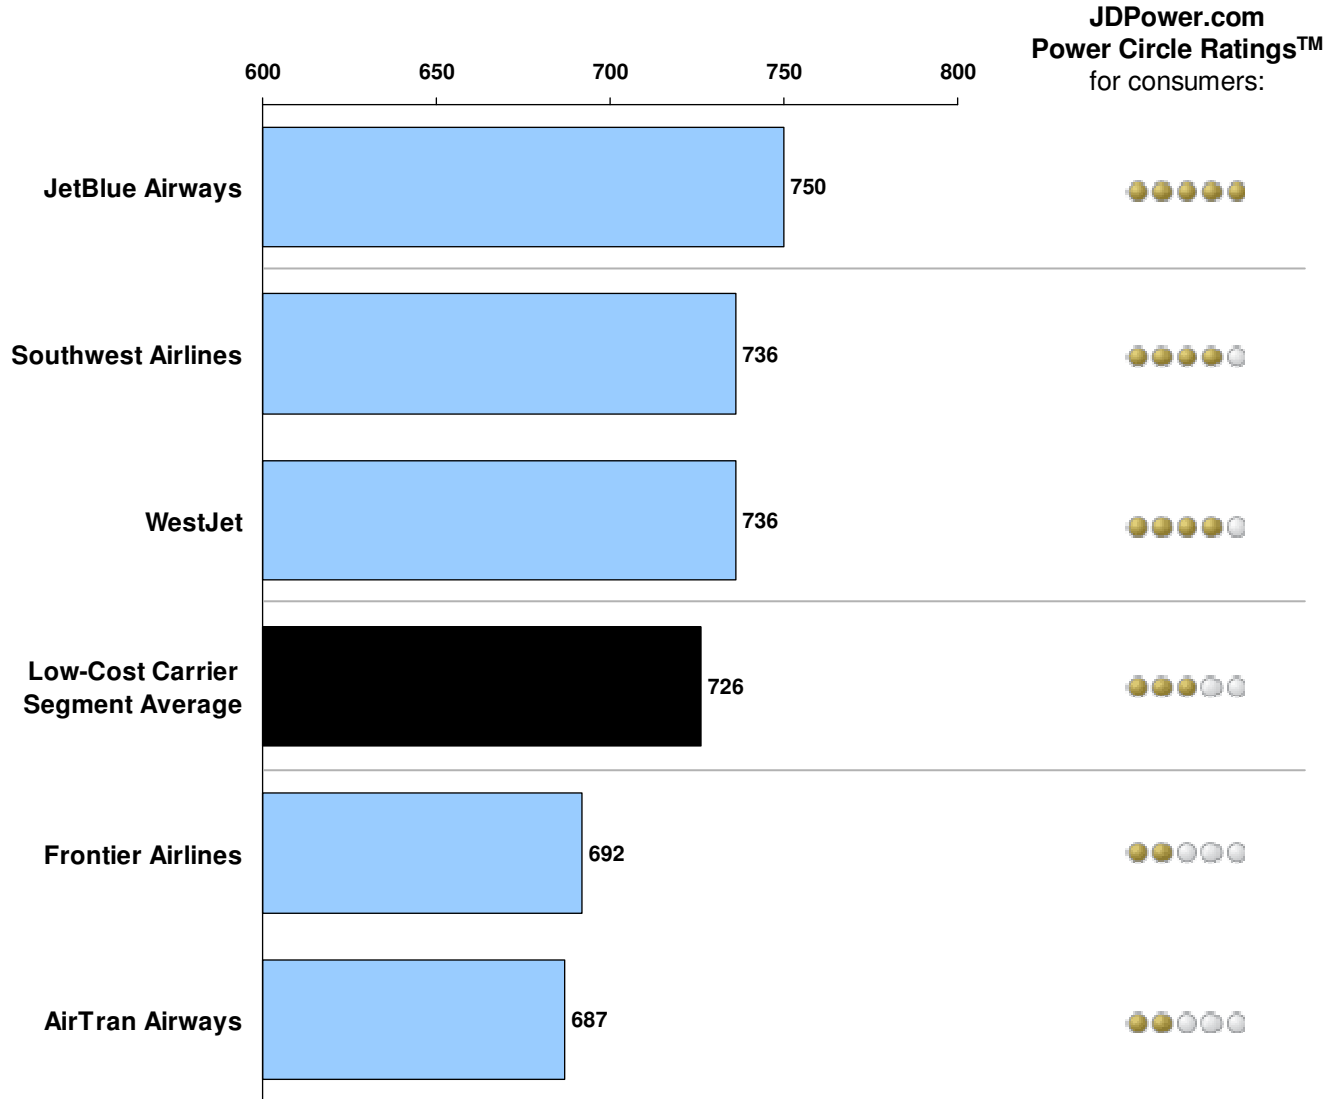 JDPower.com
Power Circle Ratings™
for consumers:
600 650 700 750 800
JetBlue Airways 750
Southwest Airlines 736
WestJet 736
Low-Cost Carrier
Segment Average 726
Frontier Airlines 692
AirTran Airways 687